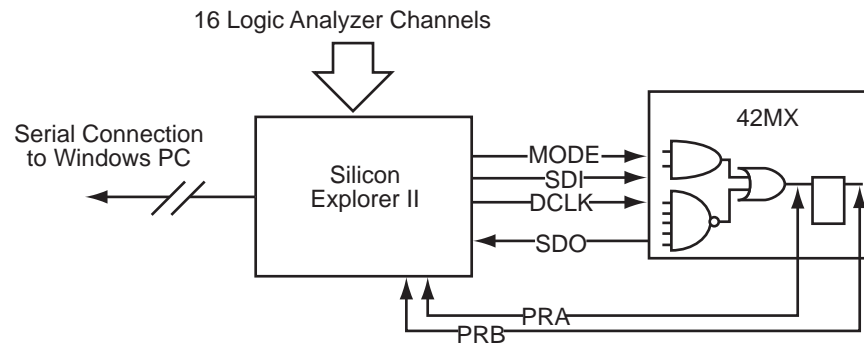 16 Logic Analyzer Channels
Serial Connection
to Windows PC
Silicon
Explorer II
MODE
SDI
DCLK
SDO
42MX
PRA
PRB